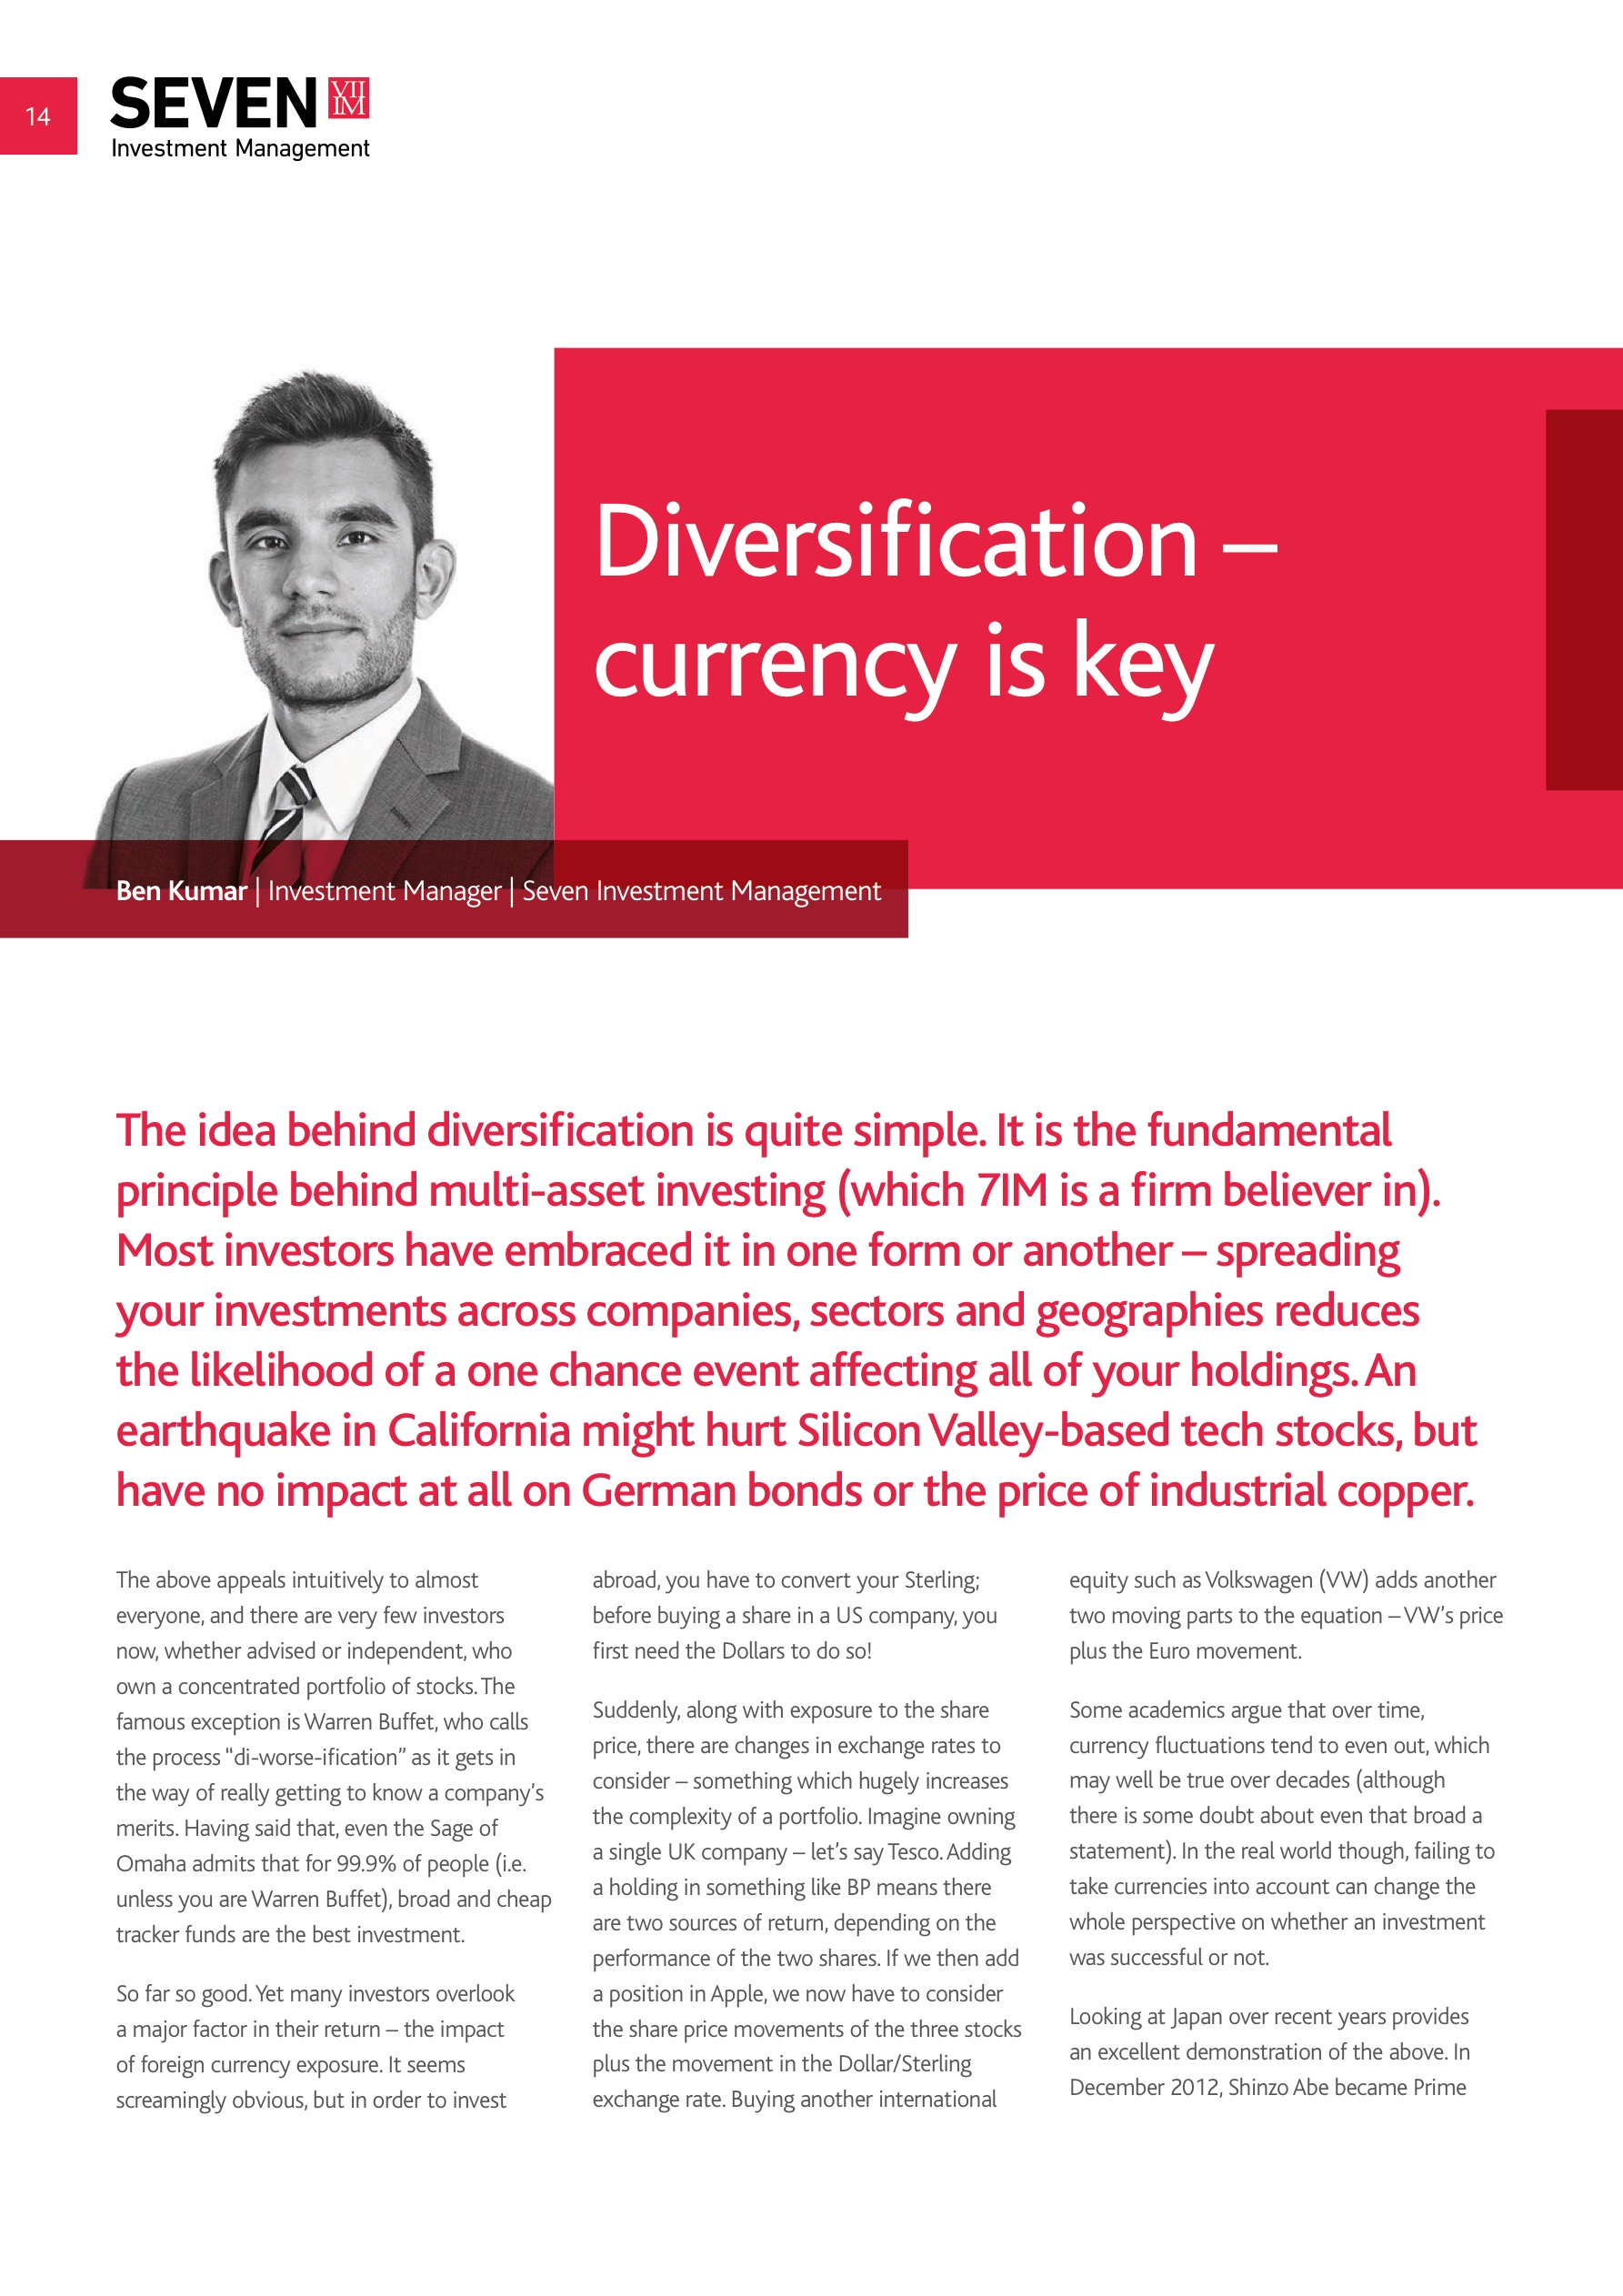 14
SEVEN VII
IM
Investment Management
Diversification –
currency is key
Ben Kumar | Investment Manager | Seven Investment Management
The idea behind diversification is quite simple. It is the fundamental
principle behind multi-asset investing (which 7IM is a firm believer in).
Most investors have embraced it in one form or another – spreading
your investments across companies, sectors and geographies reduces
the likelihood of a one chance event affecting all of your holdings. An
earthquake in California might hurt Silicon Valley-based tech stocks, but
have no impact at all on German bonds or the price of industrial copper.
The above appeals intuitively to almost
everyone, and there are very few investors
now, whether advised or independent, who
own a concentrated portfolio of stocks. The
famous exception is Warren Buffet, who calls
the process “di-worse-ification” as it gets in
the way of really getting to know a company’s
merits. Having said that, even the Sage of
Omaha admits that for 99.9% of people (i.e.
unless you are Warren Buffet), broad and cheap
tracker funds are the best investment.
So far so good. Yet many investors overlook
a major factor in their return – the impact
of foreign currency exposure. It seems
screamingly obvious, but in order to invest
abroad, you have to convert your Sterling;
before buying a share in a US company, you
first need the Dollars to do so!
Suddenly, along with exposure to the share
price, there are changes in exchange rates to
consider – something which hugely increases
the complexity of a portfolio. Imagine owning
a single UK company – let’s say Tesco. Adding
a holding in something like BP means there
are two sources of return, depending on the
performance of the two shares. If we then add
a position in Apple, we now have to consider
the share price movements of the three stocks
plus the movement in the Dollar/Sterling
exchange rate. Buying another international
equity such as Volkswagen (VW) adds another
two moving parts to the equation – VW’s price
plus the Euro movement.
Some academics argue that over time,
currency fluctuations tend to even out, which
may well be true over decades (although
there is some doubt about even that broad a
statement). In the real world though, failing to
take currencies into account can change the
whole perspective on whether an investment
was successful or not.
Looking at Japan over recent years provides
an excellent demonstration of the above. In
December 2012, Shinzo Abe became Prime